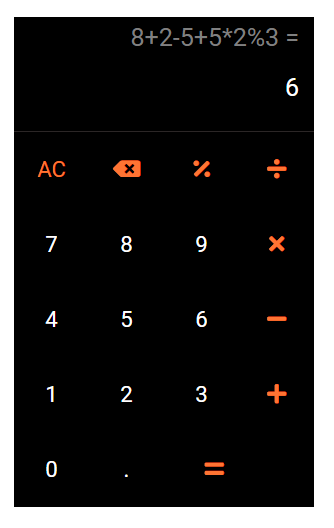 8+2-5+5*2%3 =
6
AC ⌫ % ÷
7 8 9 ×
4 5 6 −
1 2 3 +
0 . =